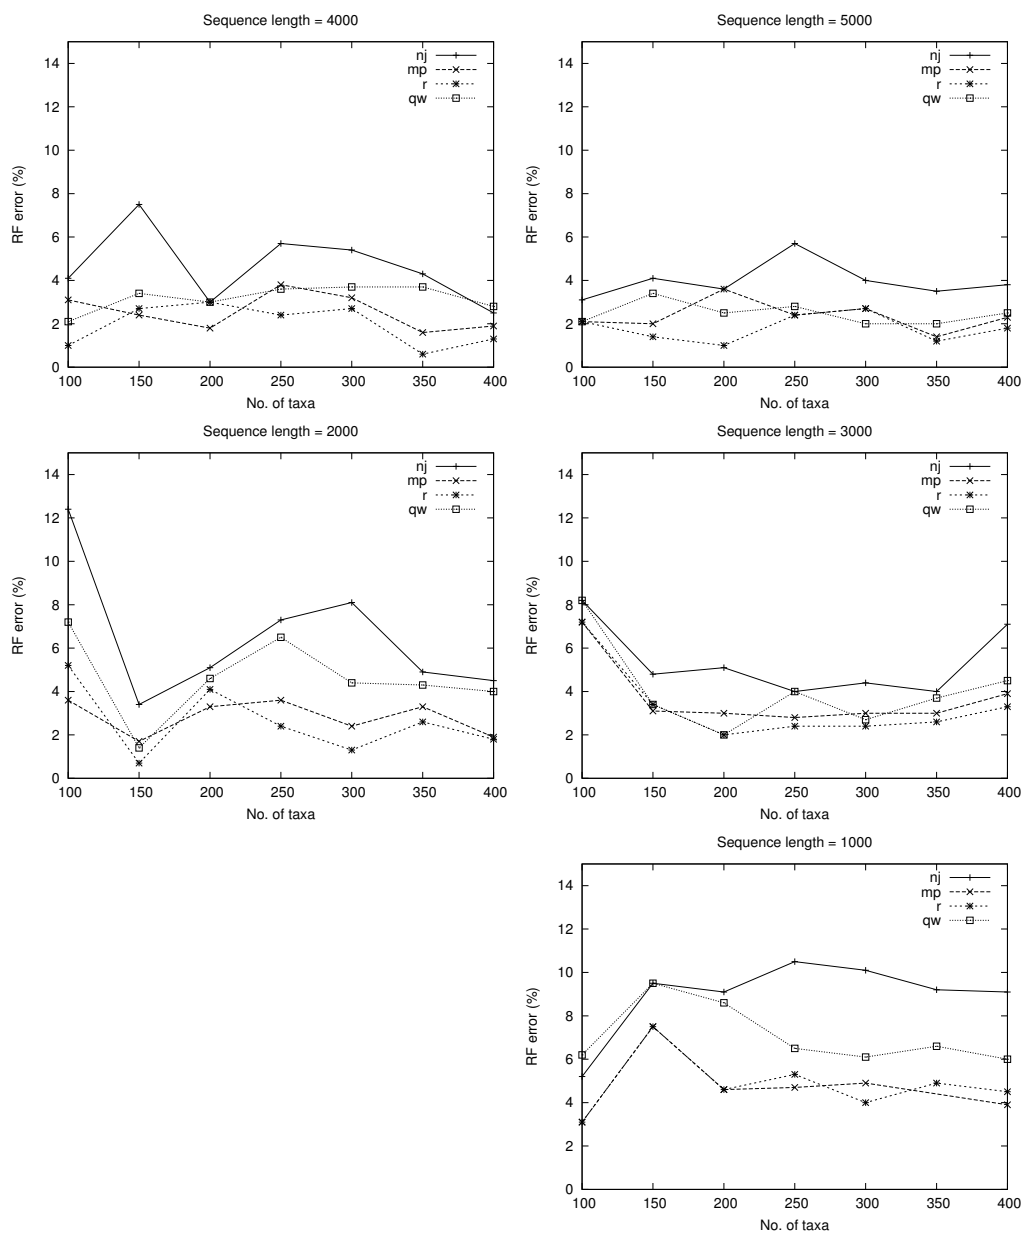 Sequence length = 4000
RF error (%)
14
12
10
8
6
4
2
0
nj
mp
r
qw
100 150 200 250 300 350 400
No. of taxa
Sequence length = 5000
RF error (%)
14
12
10
8
6
4
2
0
nj
mp
r
qw
100 150 200 250 300 350 400
No. of taxa
Sequence length = 2000
RF error (%)
14
12
10
8
6
4
2
0
nj
mp
r
qw
100 150 200 250 300 350 400
No. of taxa
Sequence length = 3000
RF error (%)
14
12
10
8
6
4
2
0
nj
mp
r
qw
100 150 200 250 300 350 400
No. of taxa
Sequence length = 1000
RF error (%)
14
12
10
8
6
4
2
0
nj
mp
r
qw
100 150 200 250 300 350 400
No. of taxa